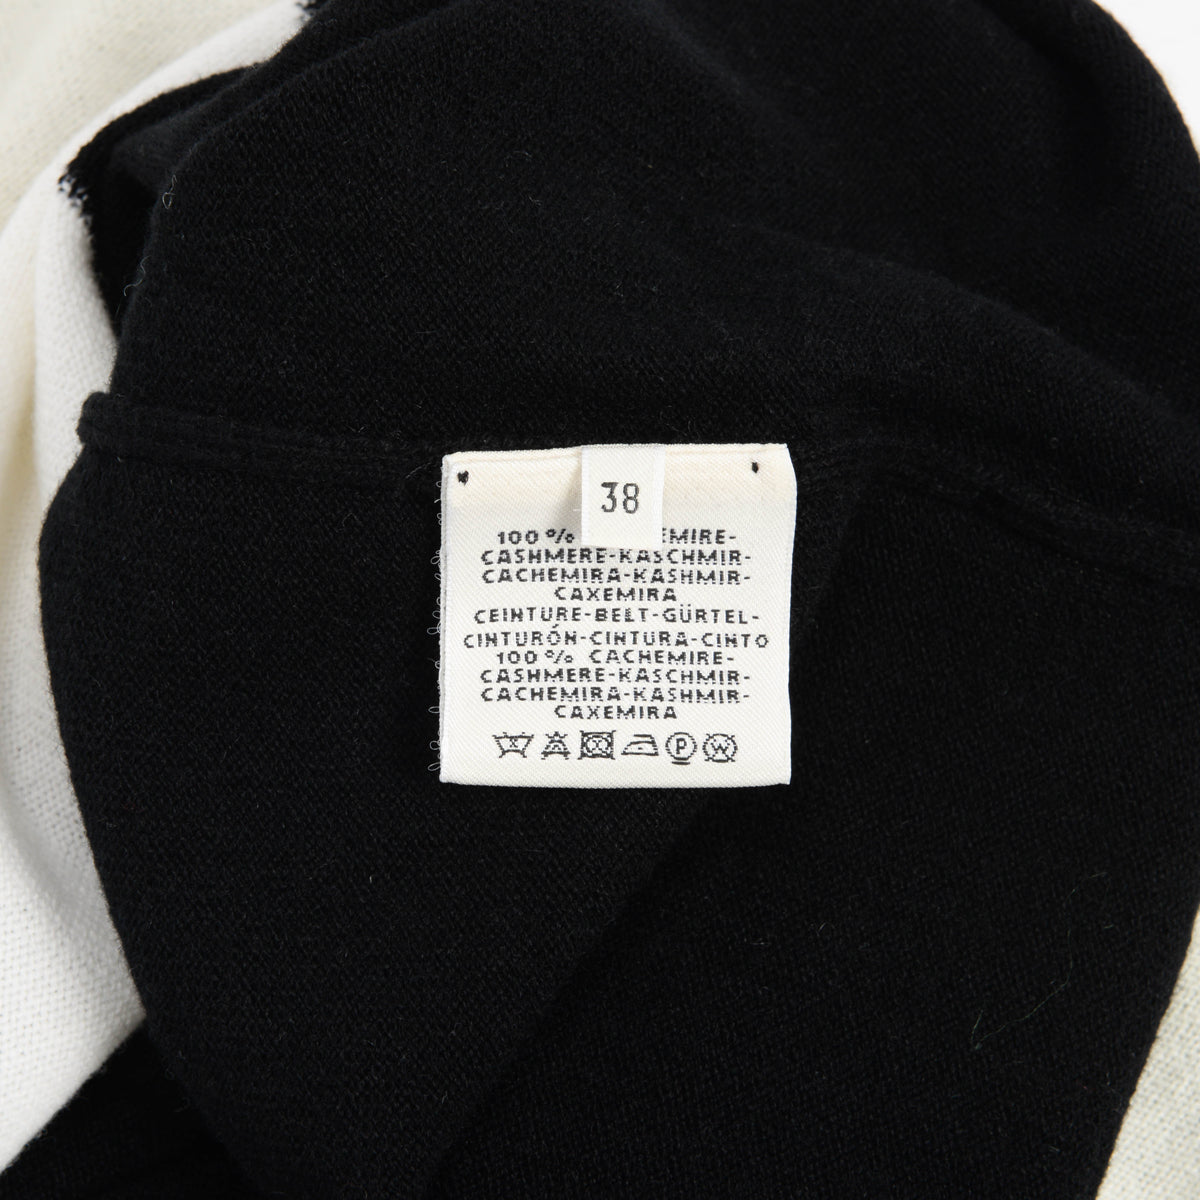 38
100 % EMIRE-
CASHMERE-KASCHMIR-
CACHEMIRA-KASHMIR-
CAXEMIRA
CEINTURE-BELT-GÜRTEL-
CINTURÓN-CINTURA-CINTO
100 % CACHEMIRE-
CASHMERE-KASCHMIR-
CACHEMIRA-KASHMIR-
CAXEMIRA
P W